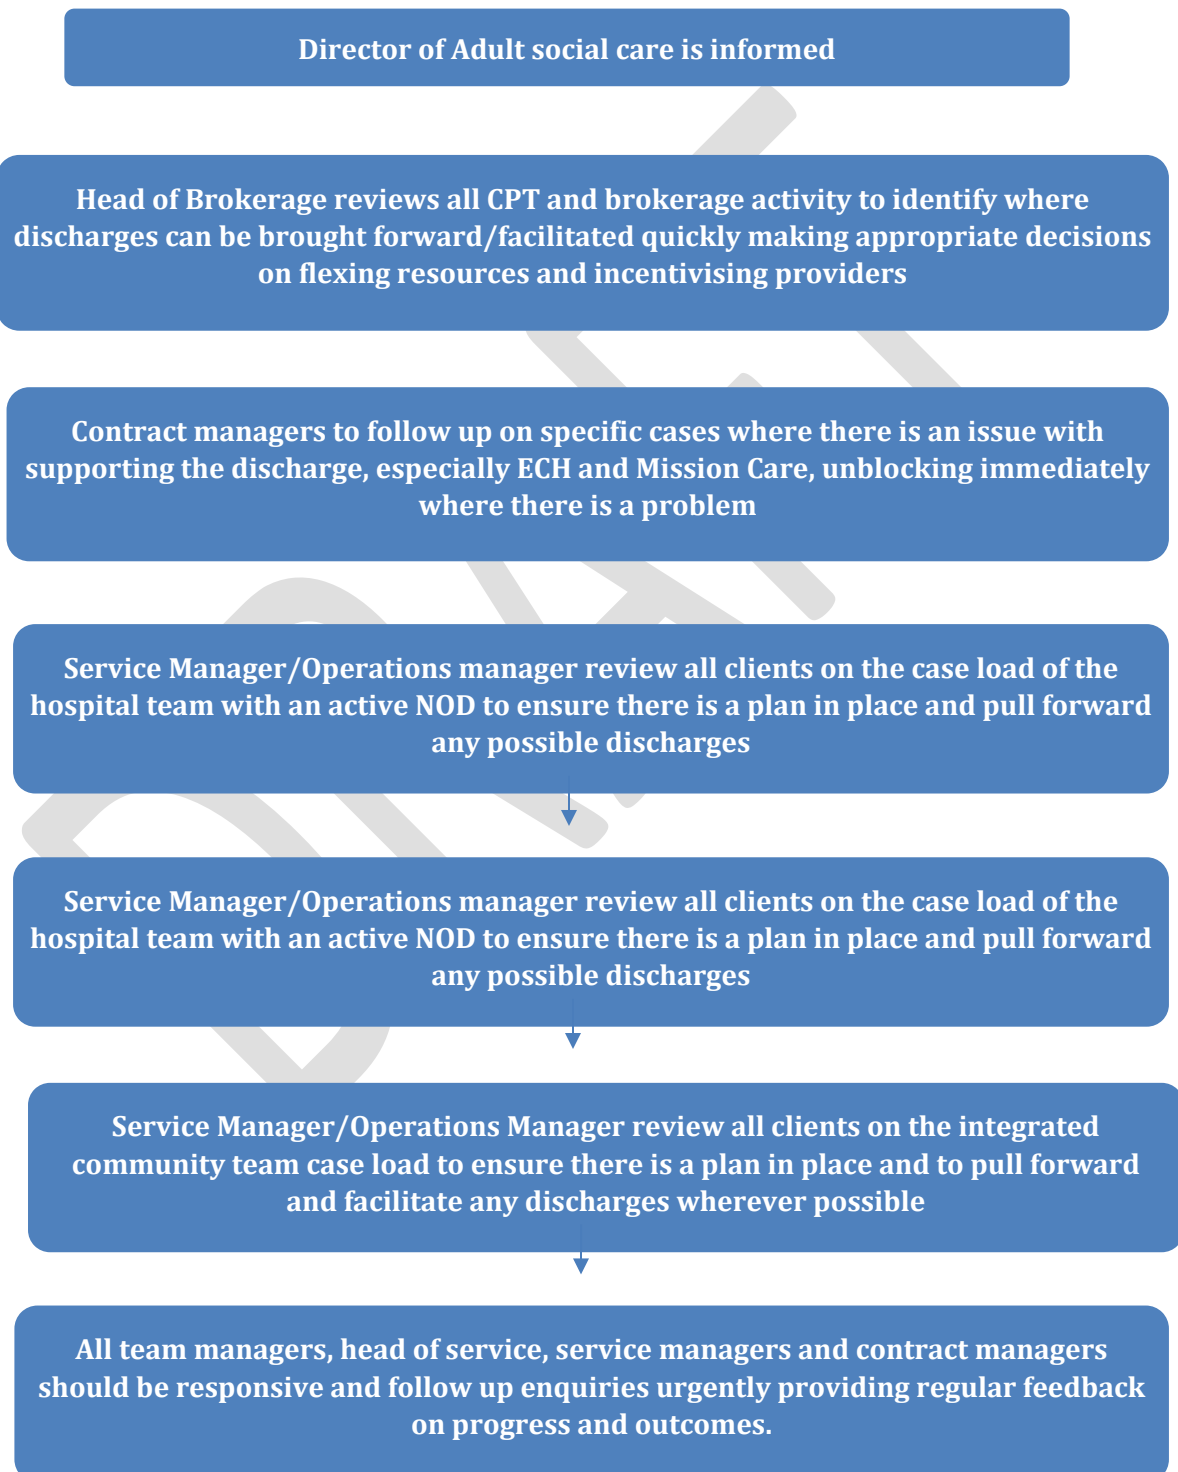 Director of Adult social care is informed
Head of Brokerage reviews all CPT and brokerage activity to identify where
discharges can be brought forward/facilitated quickly making appropriate decisions
on flexing resources and incentivising providers
Contract managers to follow up on specific cases where there is an issue with
supporting the discharge, especially ECH and Mission Care, unblocking immediately
where there is a problem
Service Manager/Operations manager review all clients on the case load of the
hospital team with an active NOD to ensure there is a plan in place and pull forward
any possible discharges
Service Manager/Operations manager review all clients on the case load of the
hospital team with an active NOD to ensure there is a plan in place and pull forward
any possible discharges
Service Manager/Operations Manager review all clients on the integrated
community team case load to ensure there is a plan in place and to pull forward
and facilitate any discharges wherever possible
All team managers, head of service, service managers and contract managers
should be responsive and follow up enquiries urgently providing regular feedback
on progress and outcomes.
DRAFT